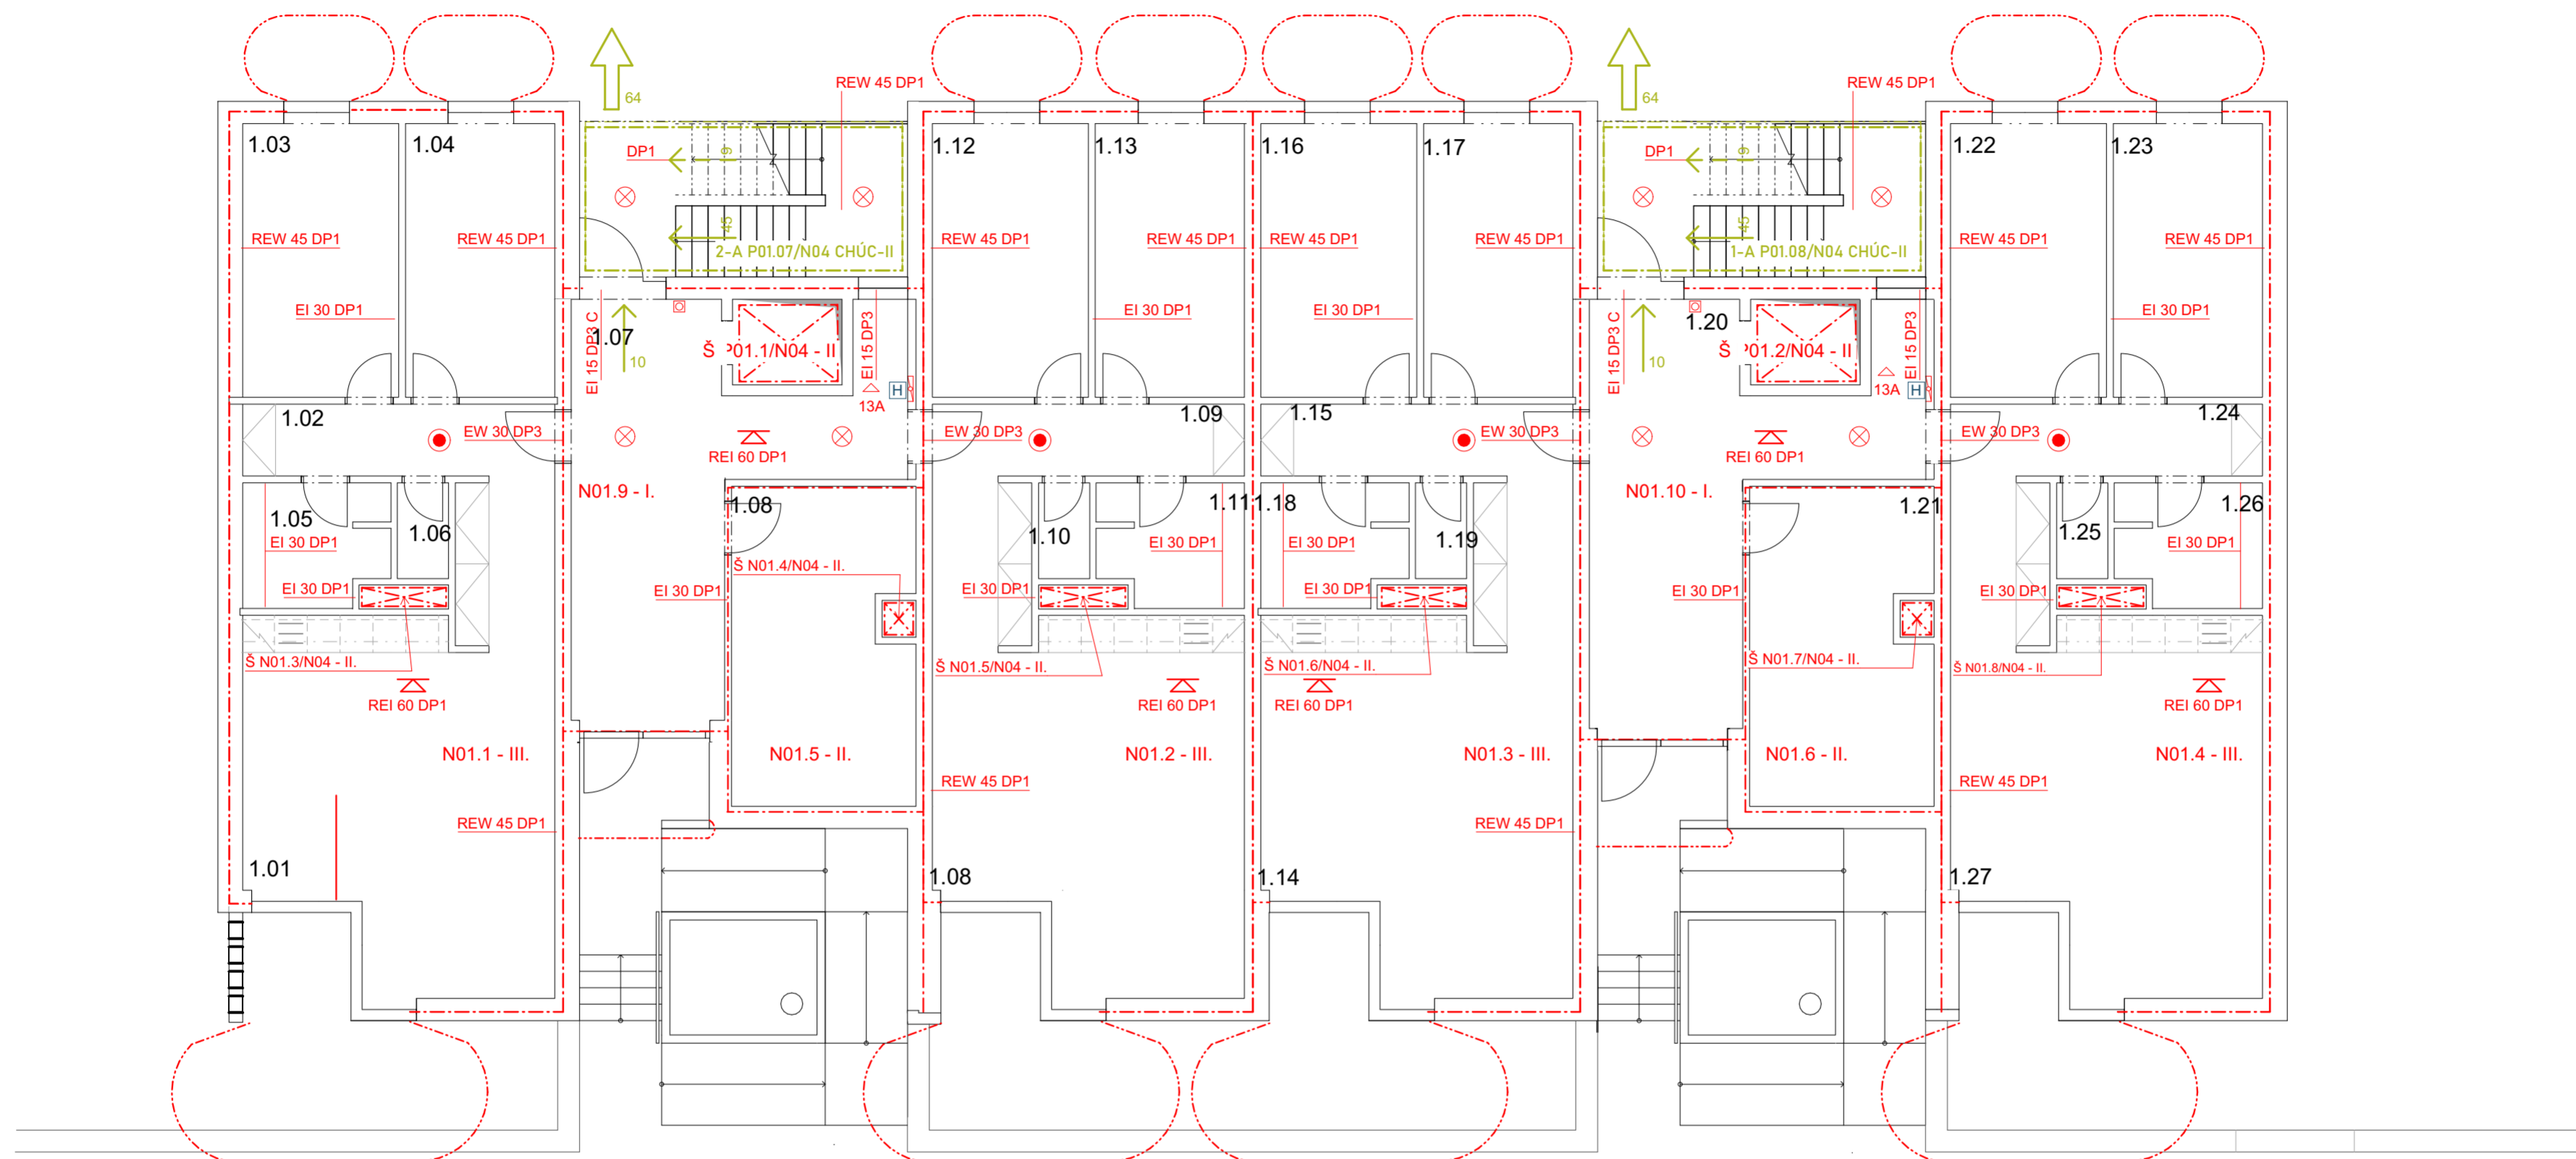 64
64
REW 45 DP1
REW 45 DP1
1.03
1.04
DP1
9
1.12
1.13
1.16
1.17
DP1
9
1.22
1.23
45
45
REW 45 DP1
REW 45 DP1
2-A P01.07/N04 CHÚC-II
REW 45 DP1
REW 45 DP1
REW 45 DP1
REW 45 DP1
1-A P01.08/N04 CHÚC-II
REW 45 DP1
REW 45 DP1
EI 30 DP1
EI 15 DP3 C
1.07
10
Š P01.1/N04 - II
EI 15 DP3
EI 30 DP1
EI 30 DP1
EI 15 DP3 C
1.20
10
Š P01.2/N04 - II
EI 15 DP3
EI 30 DP1
H
13A
H
13A
1.02
EW 30 DP3
REI 60 DP1
EW 30 DP3
1.09
1.15
EW 30 DP3
REI 60 DP1
EW 30 DP3
1.24
N01.9 - I.
N01.10 - I.
1.05
1.06
1.08
1.10
1.11
1.18
1.19
1.21
1.25
1.26
EI 30 DP1
EI 30 DP1
EI 30 DP1
EI 30 DP1
Š N01.4/N04 - II.
EI 30 DP1
EI 30 DP1
EI 30 DP1
EI 30 DP1
EI 30 DP1
EI 30 DP1
Š N01.3/N04 - II.
Š N01.5/N04 - II.
Š N01.6/N04 - II.
Š N01.7/N04 - II.
Š N01.8/N04 - II.
REI 60 DP1
REI 60 DP1
REI 60 DP1
REI 60 DP1
N01.1 - III.
N01.5 - II.
N01.2 - III.
N01.3 - III.
N01.6 - II.
N01.4 - III.
REW 45 DP1
REW 45 DP1
REW 45 DP1
REW 45 DP1
1.01
1.08
1.14
1.27